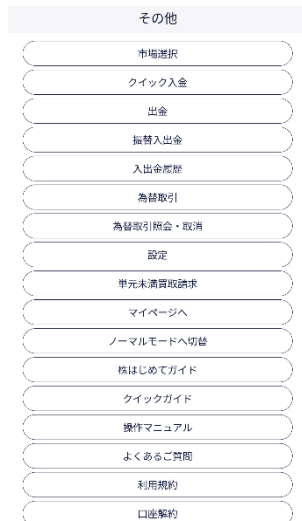 その他
市場選択
クイック入金
出金
振替入出金
入出金履歴
為替取引
為替取引照会・取消
設定
単元未満買取請求
マイページへ
ノーマルモードへ切替
株はじめてガイド
クイックガイド
操作マニュアル
よくあるご質問
利用規約
口座解約